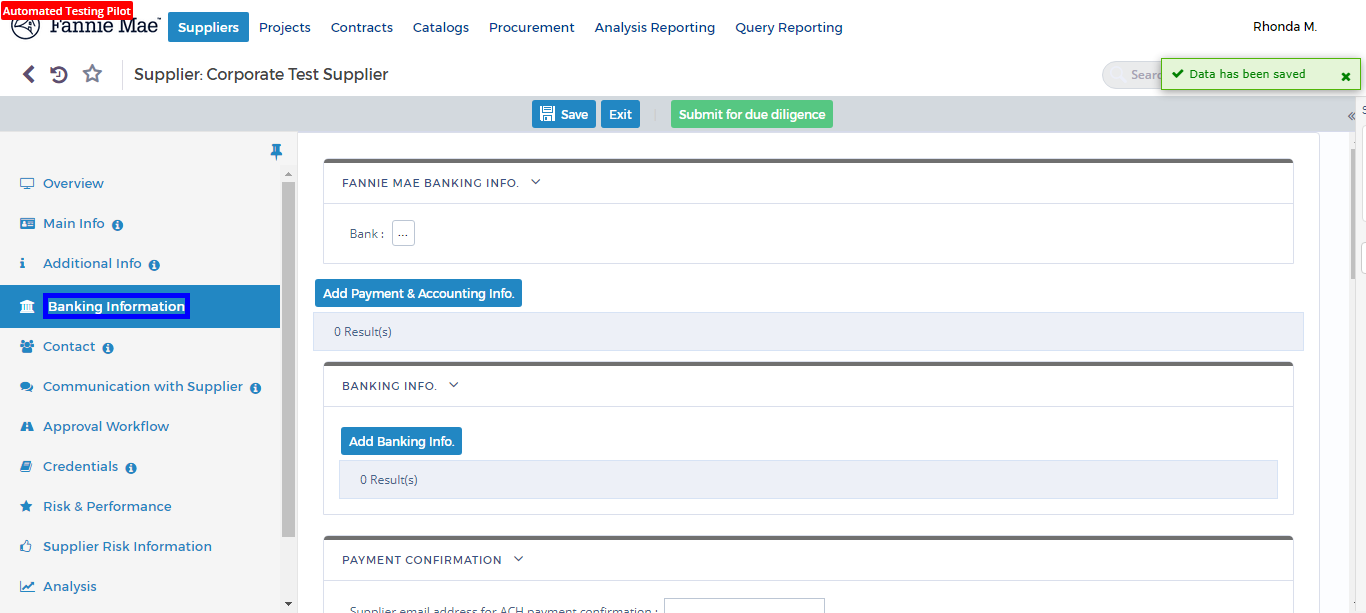 Automated Testing Pilot
Fannie Mae
Suppliers
Projects
Contracts
Catalogs
Procurement
Analysis Reporting
Query Reporting
Rhonda M.
Supplier: Corporate Test Supplier
Searc
Data has been saved
Save
Exit
Submit for due diligence
Overview
Main Info
Additional Info
Banking Information
Contact
Communication with Supplier
Approval Workflow
Credentials
Risk & Performance
Supplier Risk Information
Analysis
FANNIE MAE BANKING INFO.
Bank :
...
Add Payment & Accounting Info.
0 Result(s)
BANKING INFO.
Add Banking Info.
0 Result(s)
PAYMENT CONFIRMATION
Supplier email address for ACH payment confirmation :